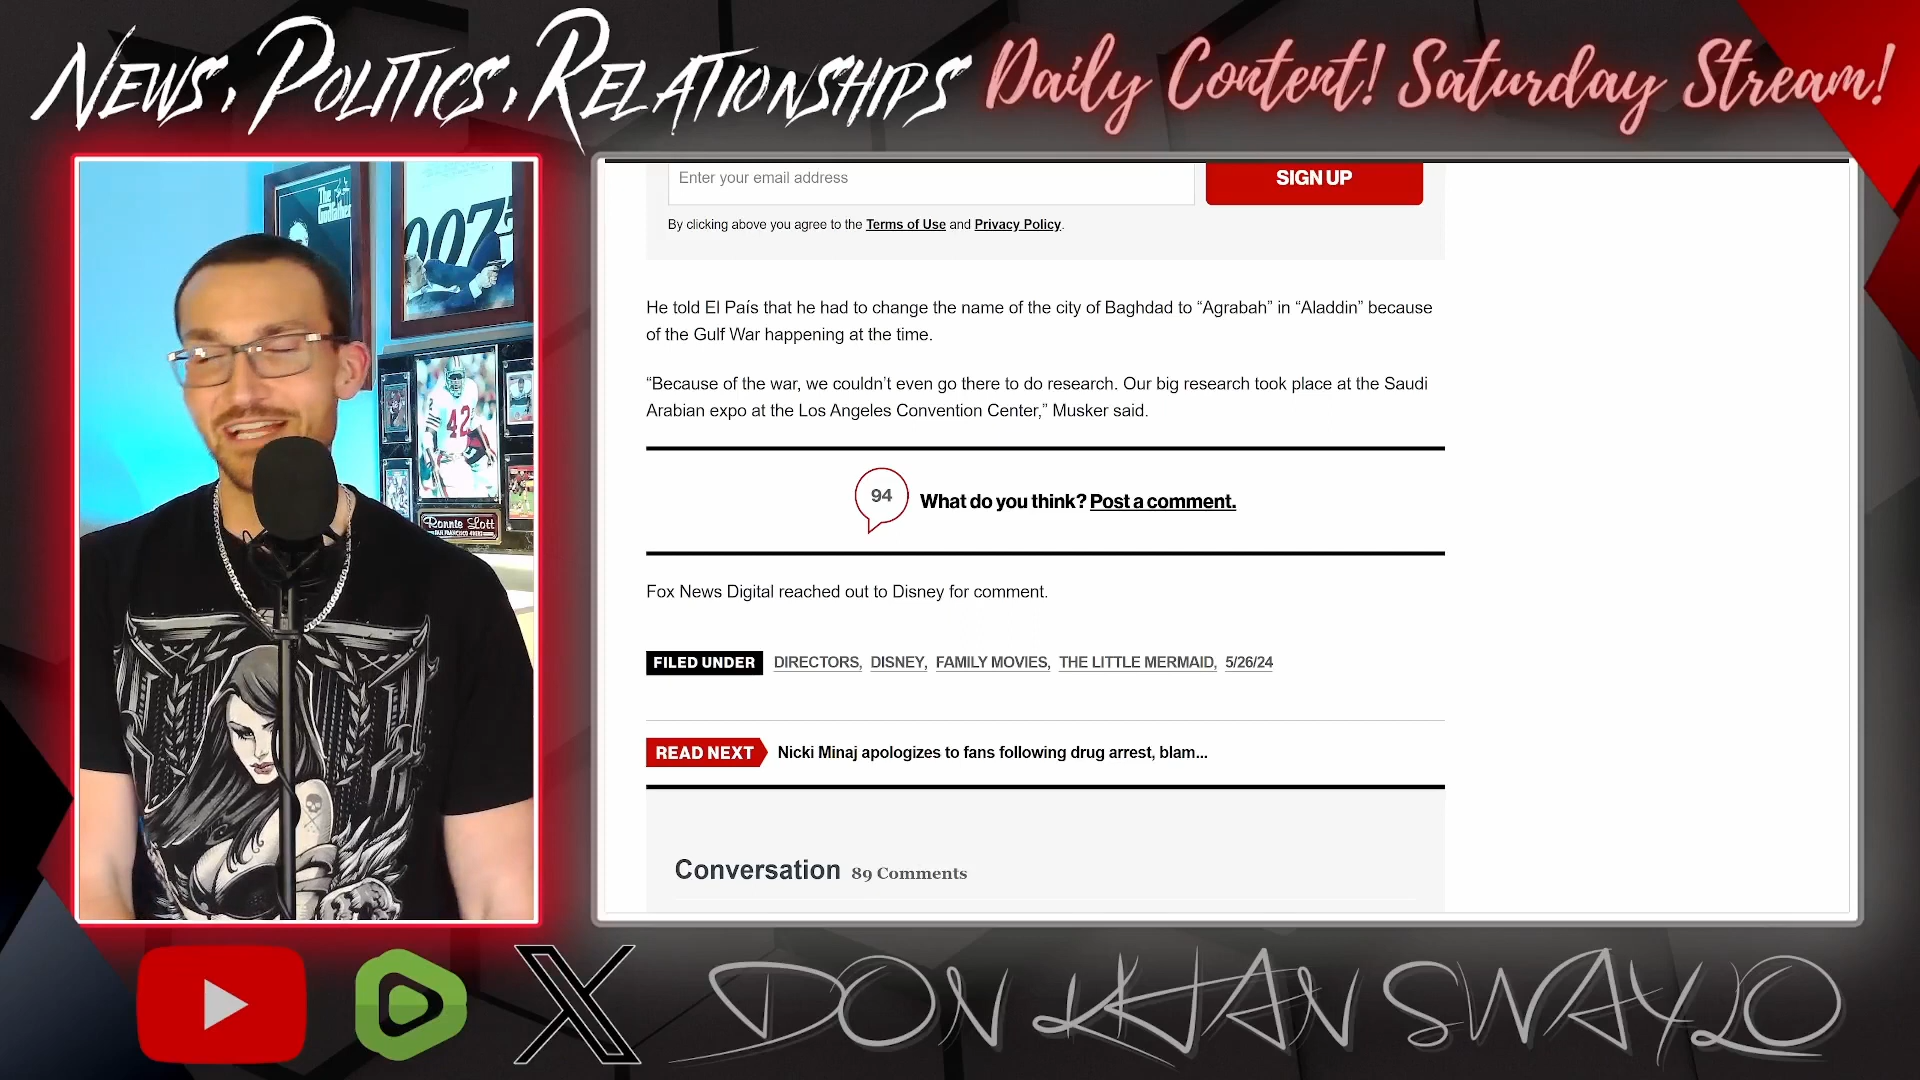 NEWS, POLITICS, RELATIONSHIPS Daily Content! Saturday Stream!
The Godfather
007
42
Ronnie Lott
SAN FRANCISCO 49ERS
Enter your email address
SIGN UP
By clicking above you agree to the Terms of Use and Privacy Policy.
He told El País that he had to change the name of the city of Baghdad to “Agrabah” in “Aladdin” because
of the Gulf War happening at the time.
“Because of the war, we couldn’t even go there to do research. Our big research took place at the Saudi
Arabian expo at the Los Angeles Convention Center,” Musker said.
94
What do you think? Post a comment.
Fox News Digital reached out to Disney for comment.
FILED UNDER DIRECTORS, DISNEY, FAMILY MOVIES, THE LITTLE MERMAID, 5/26/24
READ NEXT Nicki Minaj apologizes to fans following drug arrest, blam...
Conversation 89 Comments
X
DON KHAN SWAYLO